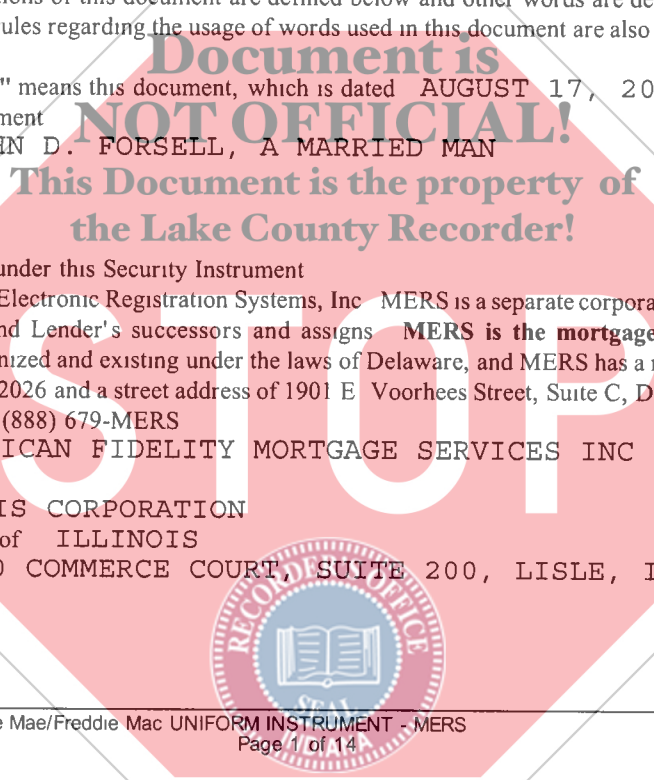 tions of this document are defined below and other words are de
rules regarding the usage of words used in this document are also
Document is
" means this document, which is dated AUGUST 17, 20
ment
NOT OFFICIAL!
HN D. FORSELL, A MARRIED MAN
This Document is the property of
the Lake County Recorder!
under this Security Instrument
Electronic Registration Systems, Inc MERS is a separate corpora
nd Lender's successors and assigns MERS is the mortgage
nized and existing under the laws of Delaware, and MERS has a
2026 and a street address of 1901 E Voorhees Street, Suite C, D
(888) 679-MERS
STOP
ICAN FIDELITY MORTGAGE SERVICES INC
IS CORPORATION
of ILLINOIS
0 COMMERCE COURT, SUITE 200, LISLE, I
RECORDER'S OFFICE
SEAL
INDIANA
e Mae/Freddie Mac UNIFORM INSTRUMENT - MERS
Page 1 of 14